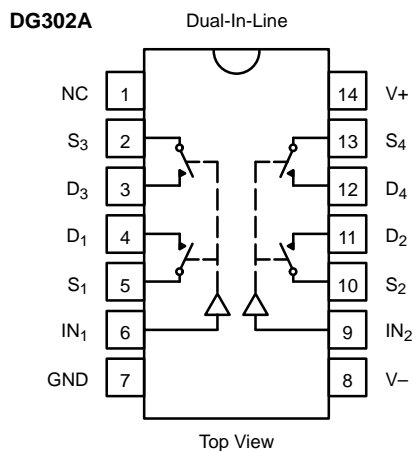 DG302A
Dual-In-Line
NC 1 14 V+
S3 2 13 S4
D3 3 12 D4
D1 4 11 D2
S1 5 10 S2
IN1 6 9 IN2
GND 7 8 V–
Top View